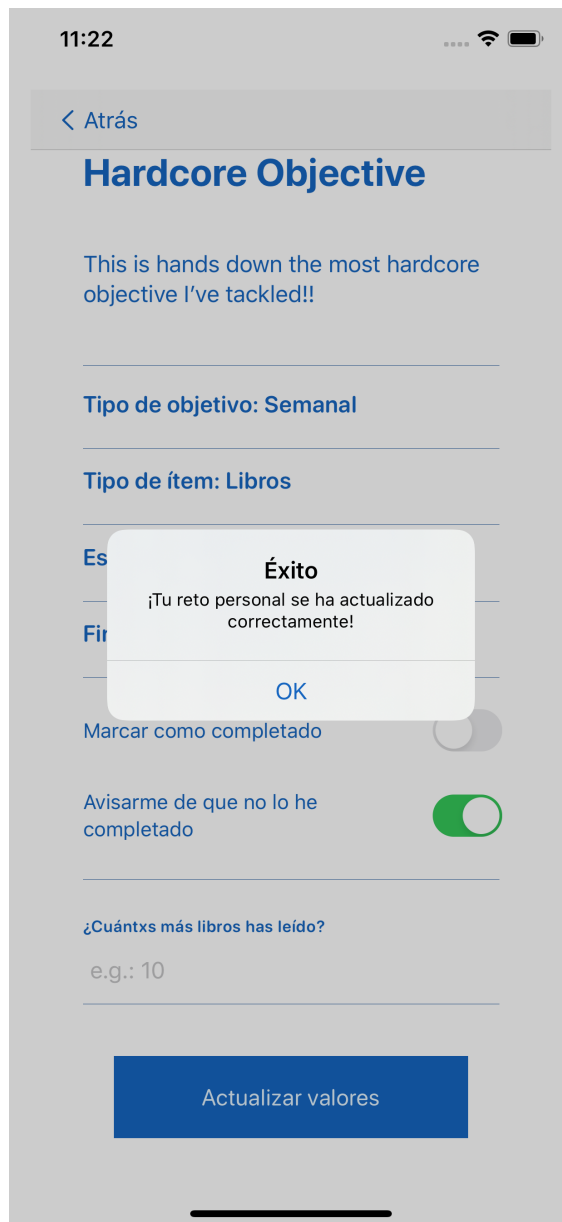 11:22
Atrás
Hardcore Objective
This is hands down the most hardcore
objective I've tackled!!
Tipo de objetivo: Semanal
Tipo de ítem: Libros
Éxito
¡Tu reto personal se ha actualizado
correctamente!
OK
Marcar como completado
Avisarme de que no lo he
completado
¿Cuántxs más libros has leído?
e.g.: 10
Actualizar valores